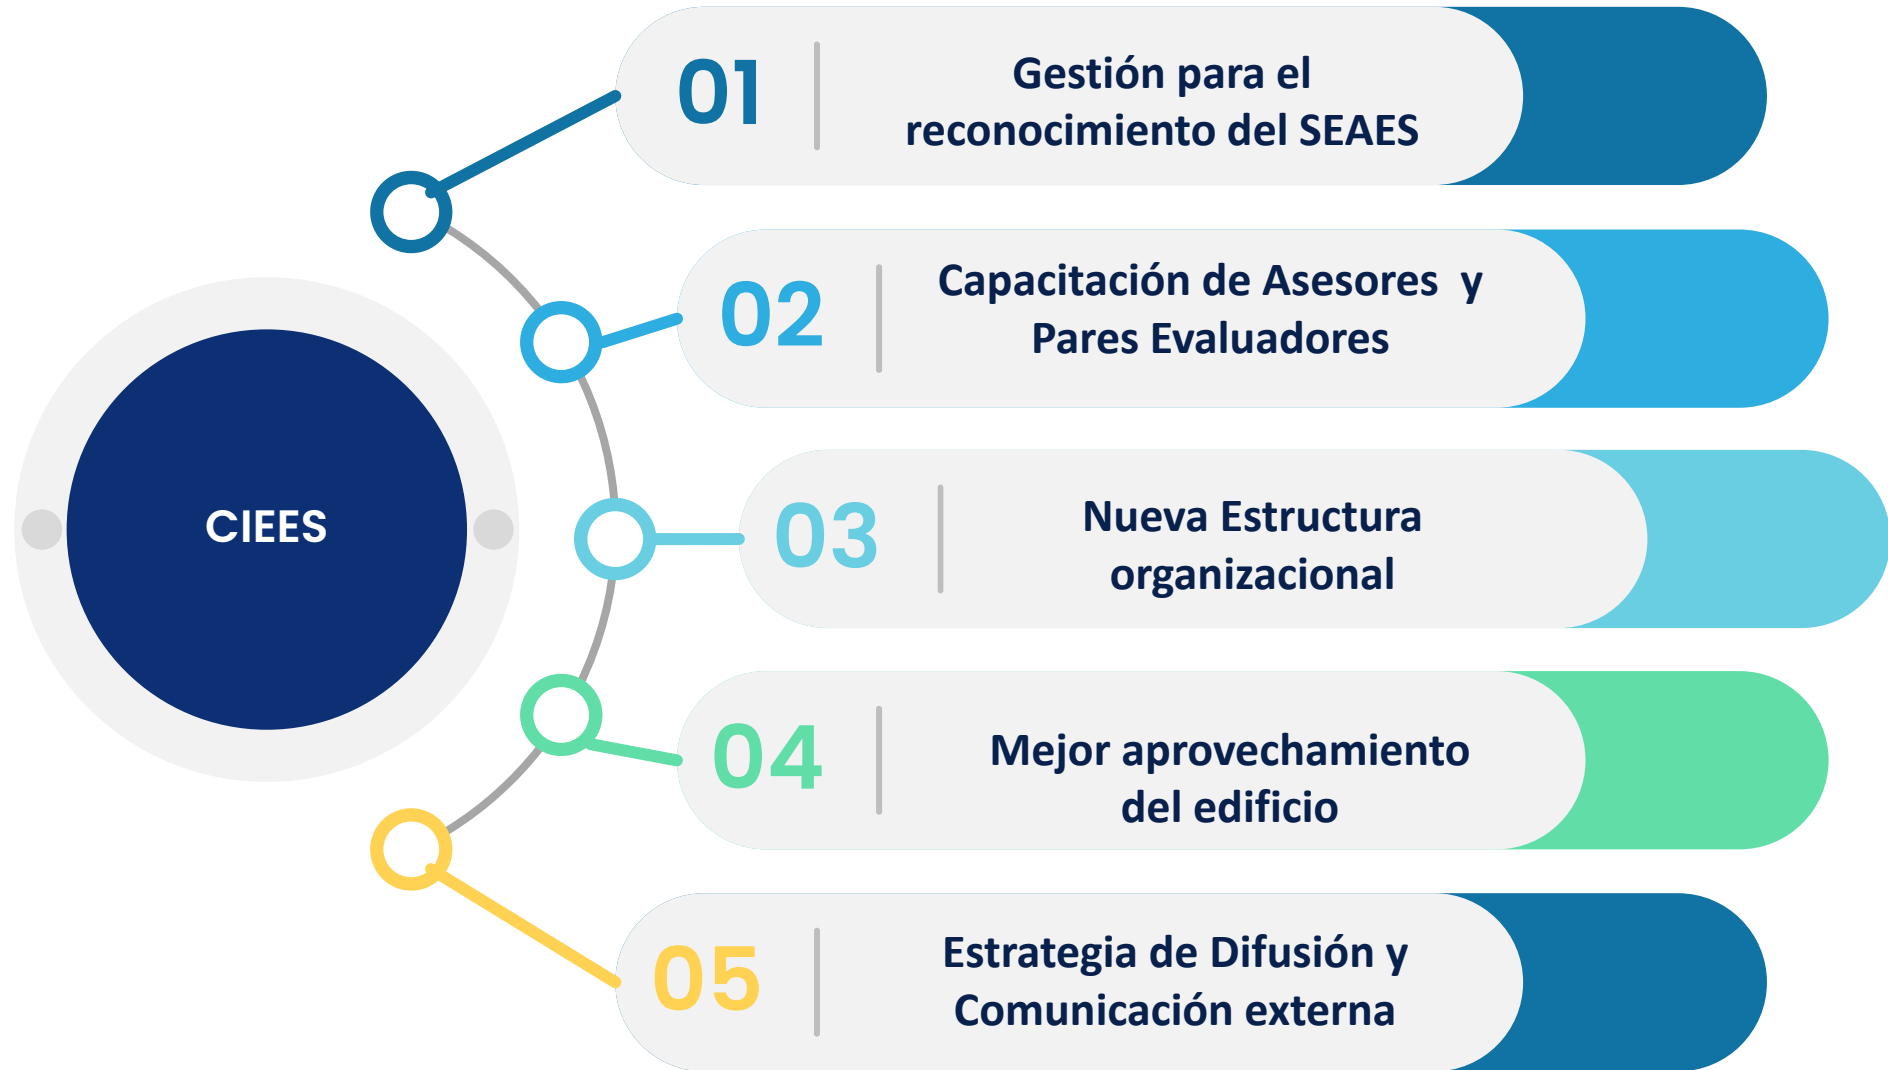 CIEES
01
Gestión para el
reconocimiento del SEAES
02
Capacitación de Asesores  y
Pares Evaluadores
03
Nueva Estructura
organizacional
04
Mejor aprovechamiento
del edificio
05
Estrategia de Difusión y
Comunicación externa